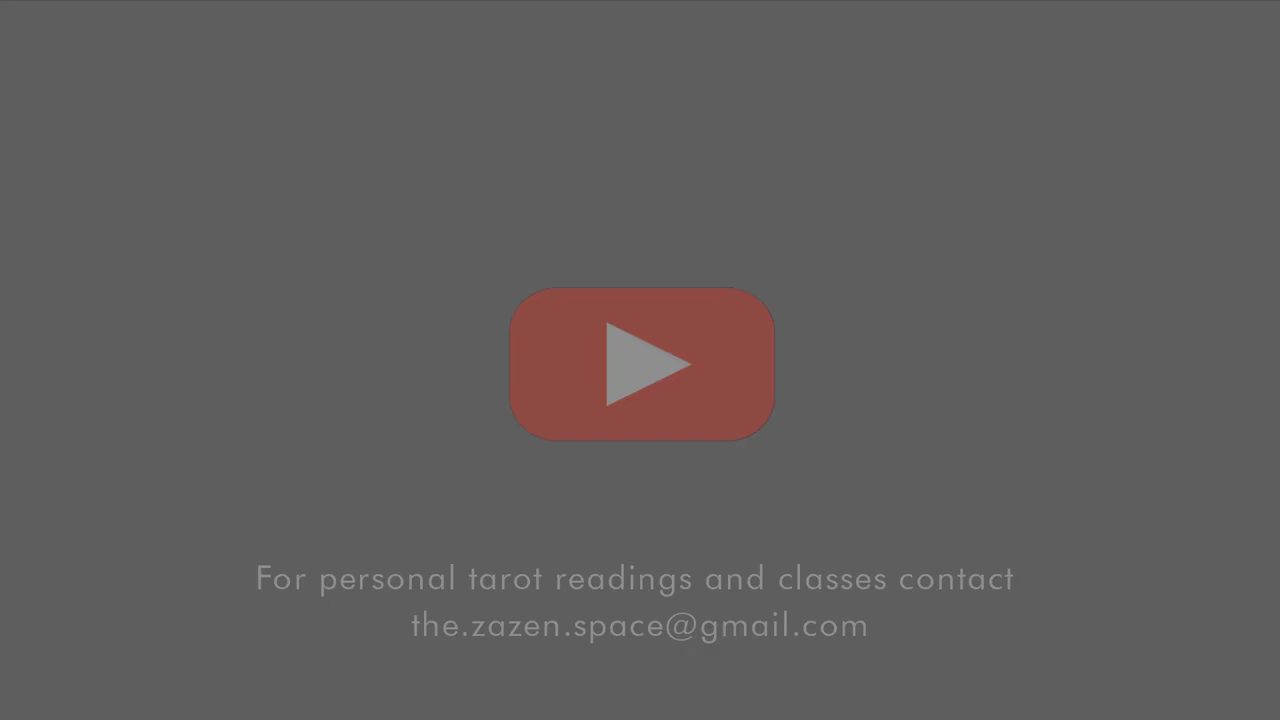 For personal tarot readings and classes contact
the.zazen.space@gmail.com